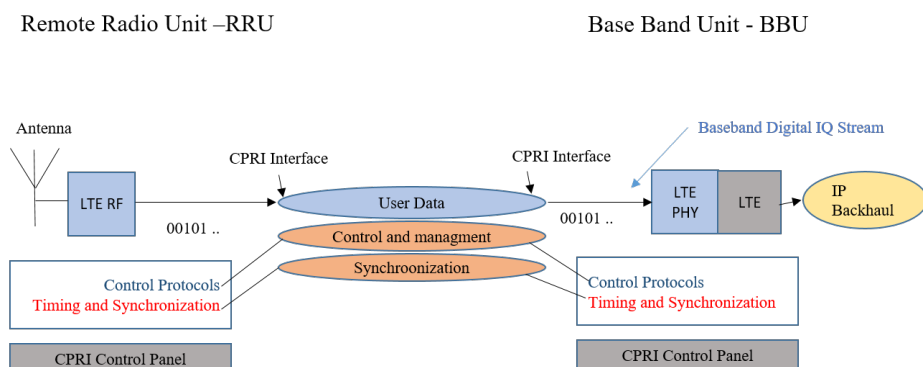 Remote Radio Unit –RRU
Base Band Unit - BBU
Antenna
CPRI Interface
CPRI Interface
Baseband Digital IQ Stream
LTE RF
00101 ..
User Data
00101 ..
LTE
PHY
LTE
IP
Backhaul
Control and managment
Synchroonization
Control Protocols
Timing and Synchronization
Control Protocols
Timing and Synchronization
CPRI Control Panel
CPRI Control Panel